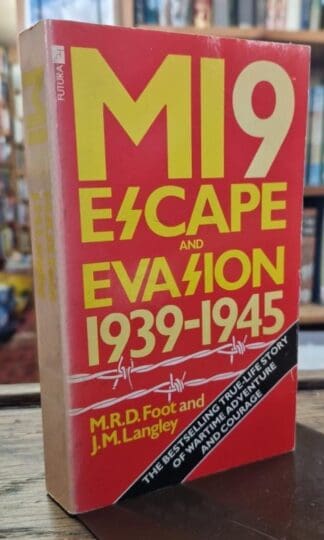 FUTURA
MI9
ESCAPE
AND
EVASION
1939-1945
M.R.D. Foot and
J.M. Langley
THE BESTSELLING TRUE-LIFE STORY
OF WARTIME ADVENTURE
AND COURAGE